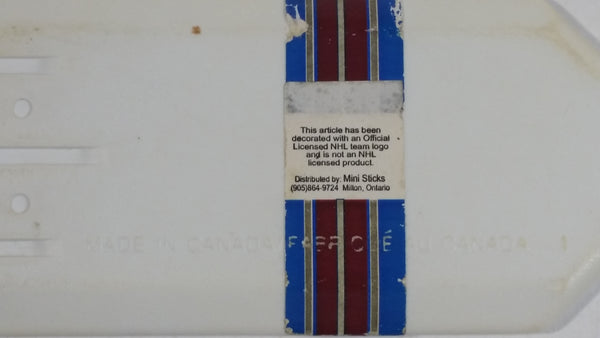 This article has been
decorated with an Official
Licensed NHL team logo
and is not an NHL
licensed product.
Distributed by: Mini Sticks
(905)864-9724 Milton, Ontario
MADE IN CANADA FABRIQUÉ AU CANADA